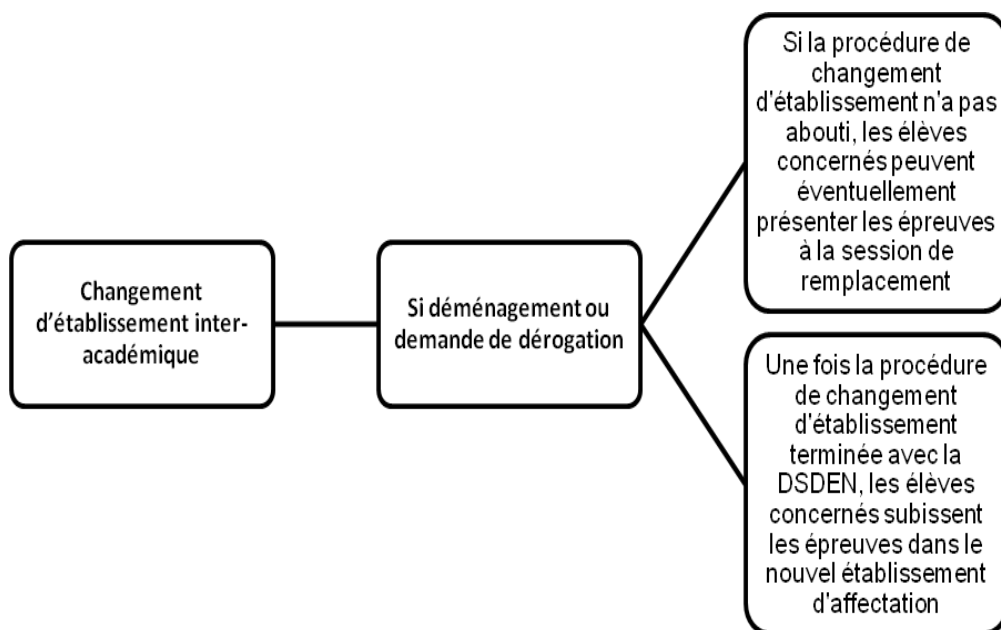 Changement
d'établissement inter-
académique
Si déménagement ou
demande de dérogation
Si la procédure de
changement
d'établissement n'a pas
abouti, les élèves
concernés peuvent
éventuellement
présenter les épreuves
à la session de
remplacement
Une fois la procédure
de changement
d'établissement
terminée avec la
DSDEN, les élèves
concernés subissent
les épreuves dans le
nouvel établissement
d'affectation